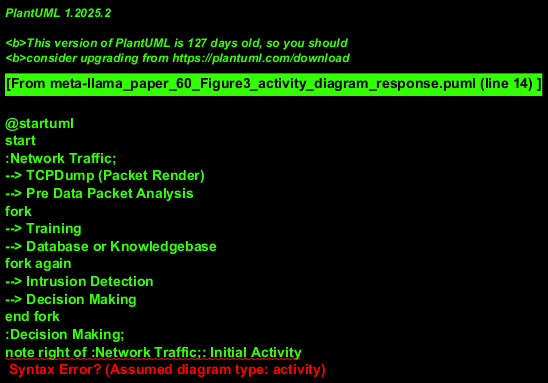 PlantUML 1.2025.2
<b>This version of PlantUML is 127 days old, so you should
<b>consider upgrading from https://plantuml.com/download
[From meta-llama_paper_60_Figure3_activity_diagram_response.puml (line 14) ]
@startuml
start
:Network Traffic;
--> TCPDump (Packet Render)
--> Pre Data Packet Analysis
fork
--> Training
--> Database or Knowledgebase
fork again
--> Intrusion Detection
--> Decision Making
end fork
:Decision Making;
note right of :Network Traffic;: Initial Activity
Syntax Error? (Assumed diagram type: activity)